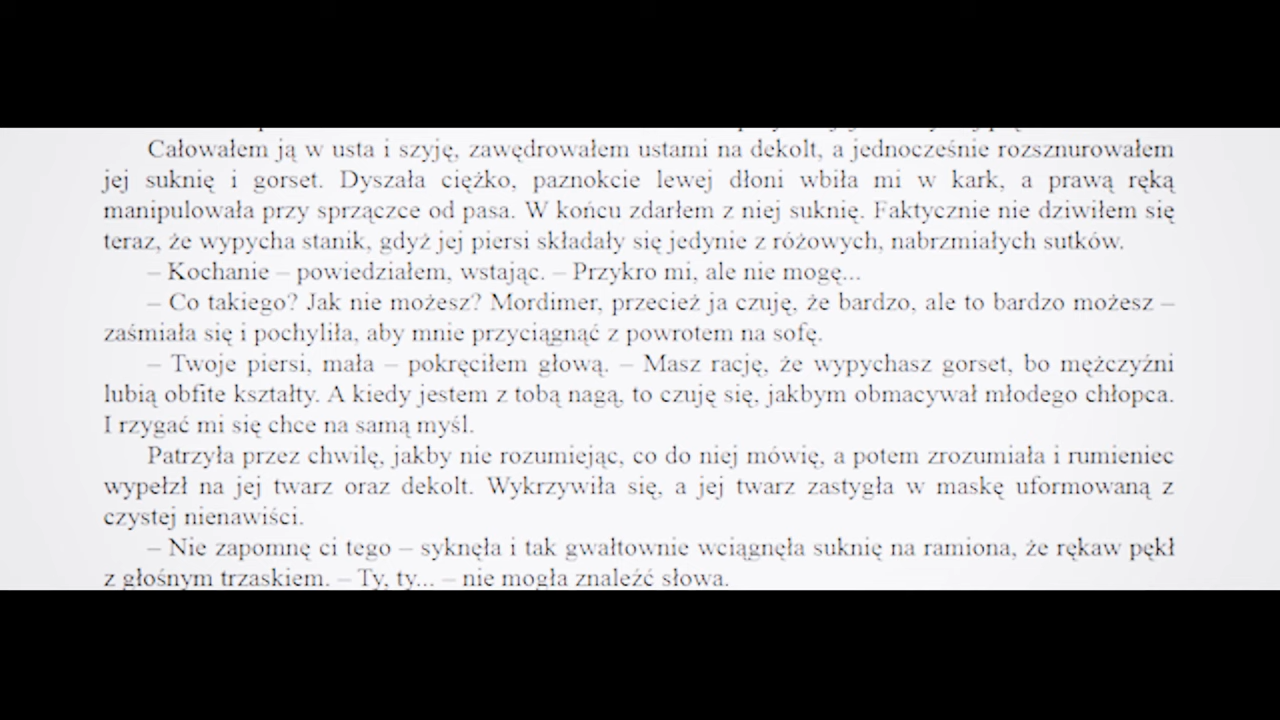 Całowałem ją w usta i szyję, zawędrowałem ustami na dekolt, a jednocześnie rozsznurowałem
jej suknię i gorset. Dyszała ciężko, paznokcie lewej dłoni wbiła mi w kark, a prawą ręką
manipulowała przy sprzączce od pasa. W końcu zdarłem z niej suknię. Faktycznie nie dziwiłem się
teraz, że wypycha stanik, gdyż jej piersi składały się jedynie z różowych, nabrzmiałych sutków.
– Kochanie – powiedziałem, wstając. – Przykro mi, ale nie mogę...
– Co takiego? Jak nie możesz? Mordimer, przecież ja czuję, że bardzo, ale to bardzo możesz –
zaśmiała się i pochyliła, aby mnie przyciągnąć z powrotem na sofę.
– Twoje piersi, mała – pokręciłem głową. – Masz rację, że wypychasz gorset, bo mężczyźni
lubią obfite kształty. A kiedy jestem z tobą nagą, to czuję się, jakbym obmacywał młodego chłopca.
I rzygać mi się chce na samą myśl.
Patrzyła przez chwilę, jakby nie rozumiejąc, co do niej mówię, a potem zrozumiała i rumieniec
wypełzł na jej twarz oraz dekolt. Wykrzywiła się, a jej twarz zastygła w maskę uformowaną z
czystej nienawiści.
– Nie zapomnę ci tego – syknęła i tak gwałtownie wciągnęła suknię na ramiona, że rękaw pękł
z głośnym trzaskiem. – Ty, ty... – nie mogła znaleźć słowa.